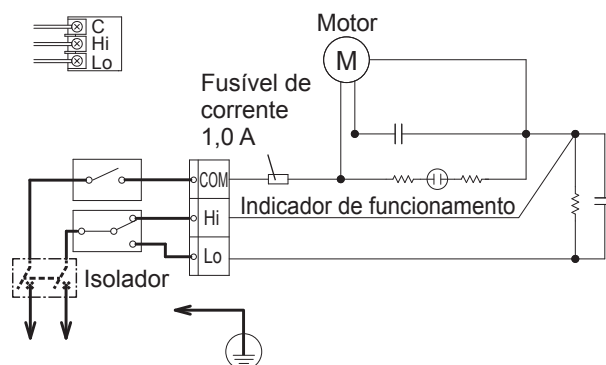 C
Hi
Lo
Motor
M
Fusível de
corrente
1,0 A
COM
Hi
Indicador de funcionamento
Lo
Isolador